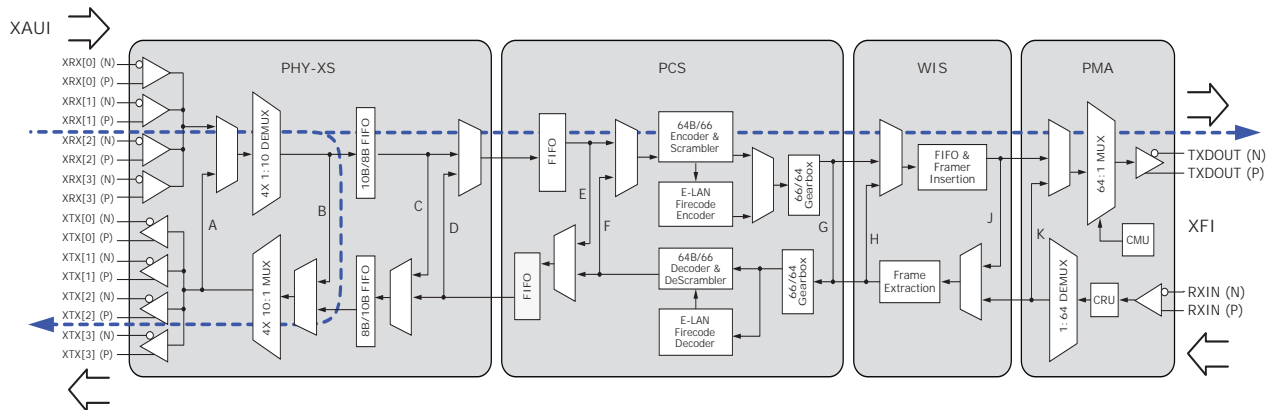 XAUI
PHY-XS
PCS
WIS
PMA
XRX[0] (N)
XRX[0] (P)
XRX[1] (N)
XRX[1] (P)
XRX[2] (N)
XRX[2] (P)
XRX[3] (N)
XRX[3] (P)
XTX[0] (N)
XTX[0] (P)
XTX[1] (N)
XTX[1] (P)
XTX[2] (N)
XTX[2] (P)
XTX[3] (N)
XTX[3] (P)
A
4X 1:10 DEMUX
4X 10:1 MUX
B
10B/8B FIFO
8B/10B FIFO
C
D
FIFO
FIFO
E
F
64B/66
Encoder &
Scrambler
E-LAN
Firecode
Encoder
64B/66
Decoder &
DeScrambler
E-LAN
Firecode
Decoder
66/64
Gearbox
66/64
Gearbox
G
H
FIFO &
Framer
Insertion
Frame
Extraction
J
K
64:1 MUX
1:64 DEMUX
CMU
CRU
TXDOUT (N)
TXDOUT (P)
XFI
RXIN (N)
RXIN (P)